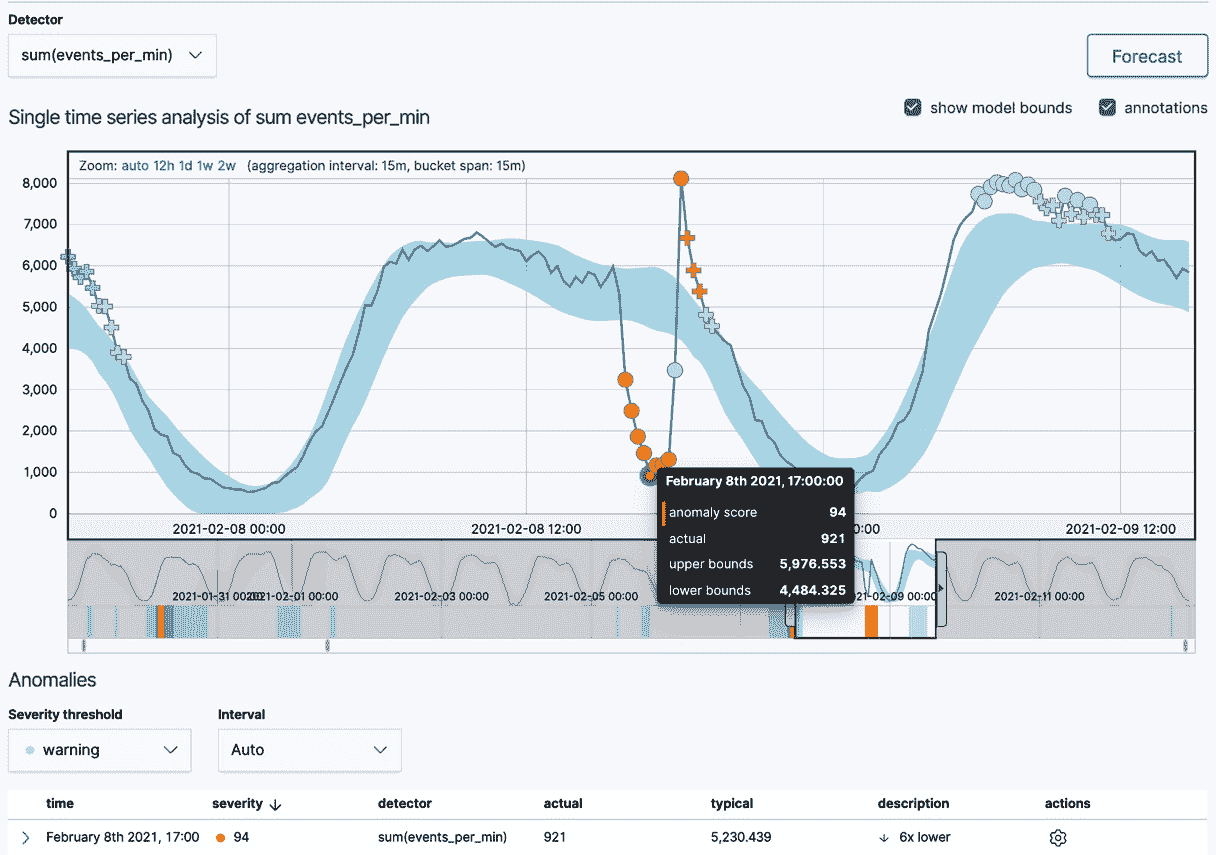 Detector
sum(events_per_min)
Forecast
Single time series analysis of sum events_per_min
show model bounds
annotations
Zoom: auto 12h 1d 1w 2w (aggregation interval: 15m, bucket span: 15m)
8,000
7,000
6,000
5,000
4,000
3,000
2,000
1,000
0
February 8th 2021, 17:00:00
anomaly score 94
actual 921
upper bounds 5,976.553
lower bounds 4,484.325
2021-02-08 00:00
2021-02-08 12:00
0:00
2021-02-09 12:00
2021-01-31 00:00
2021-02-01 00:00
2021-02-03 00:00
2021-02-05 00:00
21-02-09 00:00
2021-02-11 00:00
Anomalies
Severity threshold
Interval
warning
Auto
time severity detector actual typical description actions
February 8th 2021, 17:00 94 sum(events_per_min) 921 5,230.439 6x lower